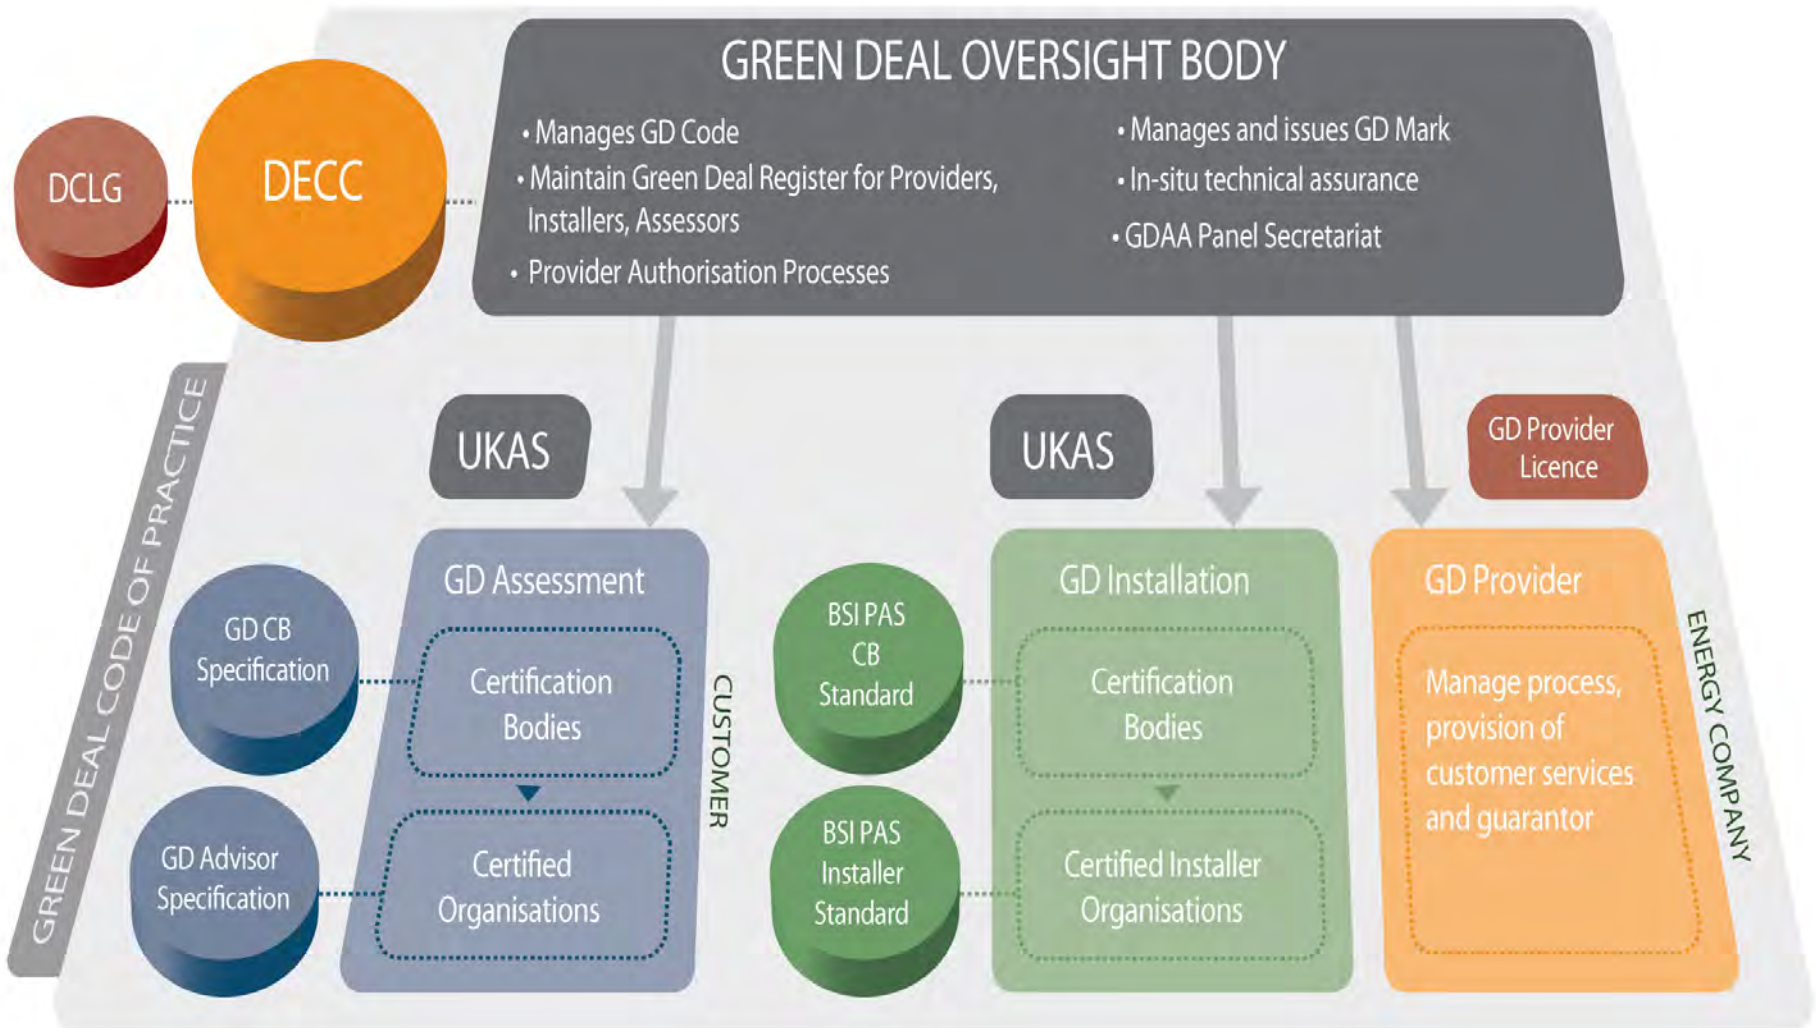 GREEN DEAL OVERSIGHT BODY
• Manages GD Code
• Maintain Green Deal Register for Providers,
Installers, Assessors
• Provider Authorisation Processes
• Manages and issues GD Mark
• In-situ technical assurance
• GDAA Panel Secretariat
DCLG
DECC
GREEN DEAL CODE OF PRACTICE
UKAS
UKAS
GD Provider
Licence
GD CB
Specification
GD Advisor
Specification
GD Assessment
Certification
Bodies
Certified
Organisations
CUSTOMER
BSI PAS
CB
Standard
BSI PAS
Installer
Standard
GD Installation
Certification
Bodies
Certified Installer
Organisations
GD Provider
Manage process,
provision of
customer services
and guarantor
ENERGY COMPANY